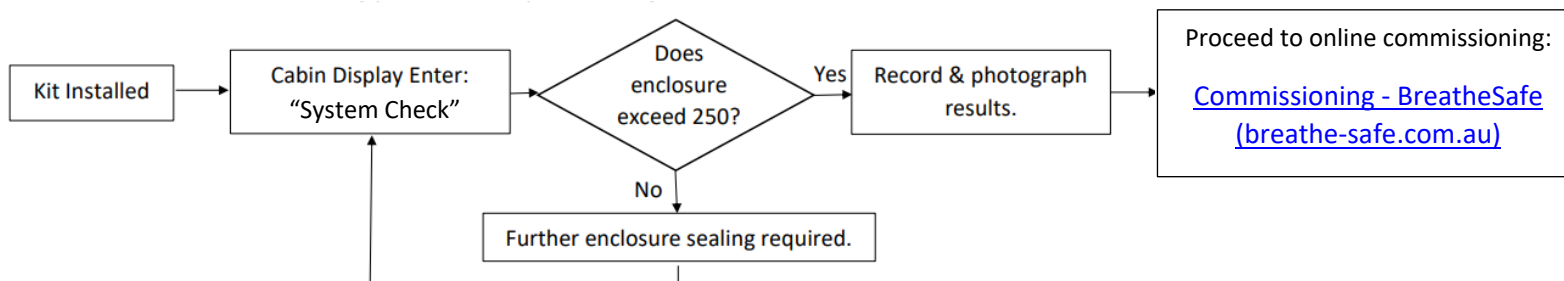 Kit Installed
Cabin Display Enter:
“System Check”
Does
enclosure
exceed 250?
Yes
Record & photograph
results.
Proceed to online commissioning:
Commissioning - BreatheSafe
(breathe-safe.com.au)
No
Further enclosure sealing required.